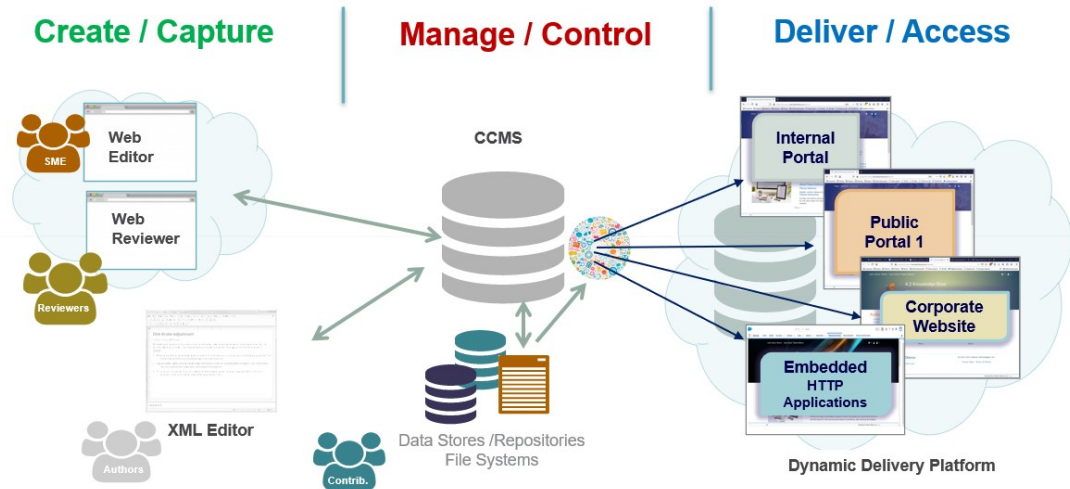 Create / Capture
Manage / Control
Deliver / Access
SME
Web
Editor
Web
Reviewer
Reviewers
XML Editor
Authors
CCMS
Data Stores /Repositories
File Systems
Contrib.
Internal
Portal
Public
Portal 1
Corporate
Website
Embedded
HTTP
Applications
Dynamic Delivery Platform